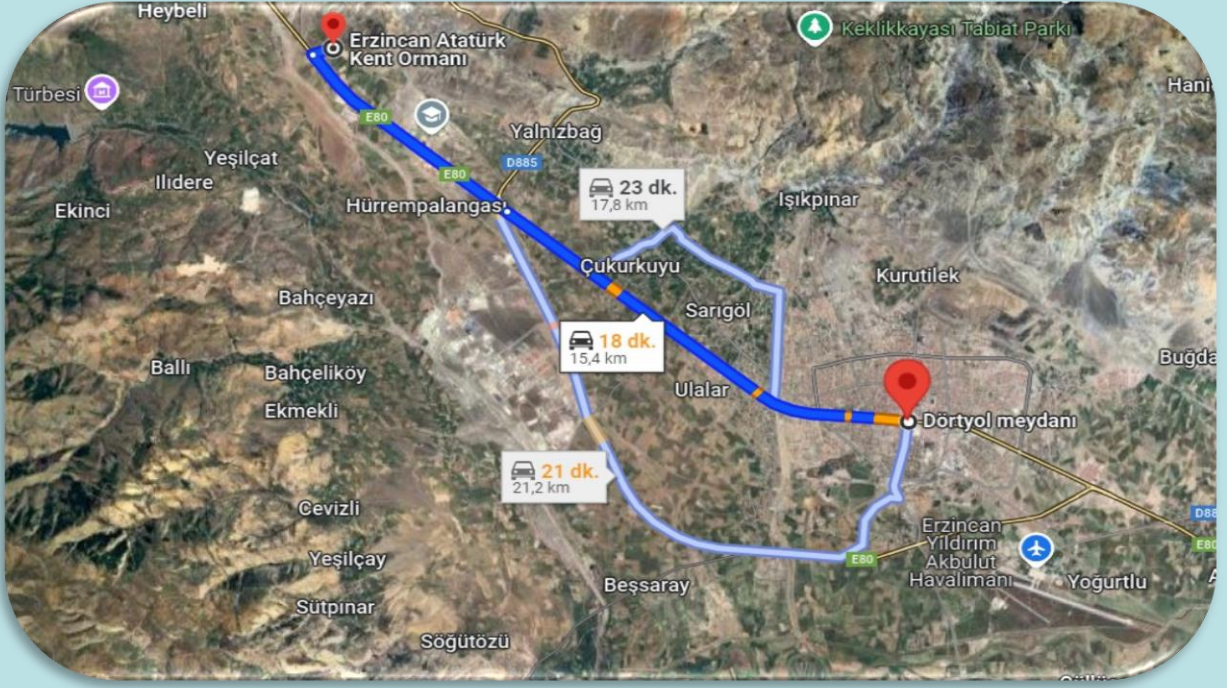 Heybeli
Erzincan Atatürk
Kent Ormanı
Keklikkayası Tabiat Parkı
Türbesi
E80
Yalnızbağ
D885
Yeşilçat
E80
Ilıdere
23 dk.
17,8 km
Işıkpınar
Ekinci
Hürrempalangası
Çukurkuyu
Kurutilek
Bahçeyazı
Sarıgöl
18 dk.
15,4 km
Ballı
Bahçeliköy
Ulalar
Ekmekli
Dörtyol meydanı
21 dk.
21,2 km
Cevizli
Erzincan
Yıldırım
Akbulut
Havalimanı
E80
E80
Yeşilçay
Beşsaray
Yoğurtlu
Sütpınar
Söğütözü